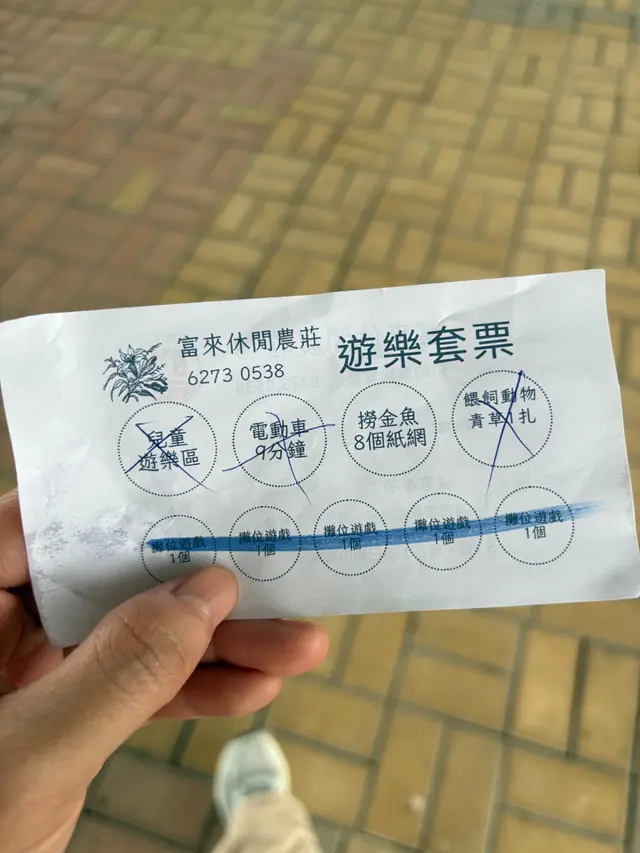 富來休閒農莊
6273 0538
遊樂套票
兒童
遊樂區
電動車
9分鐘
撈金魚
8個紙網
餵飼動物
青草1扎
攤位遊戲
1個
攤位遊戲
1個
攤位遊戲
1個
攤位遊戲
1個
攤位遊戲
1個